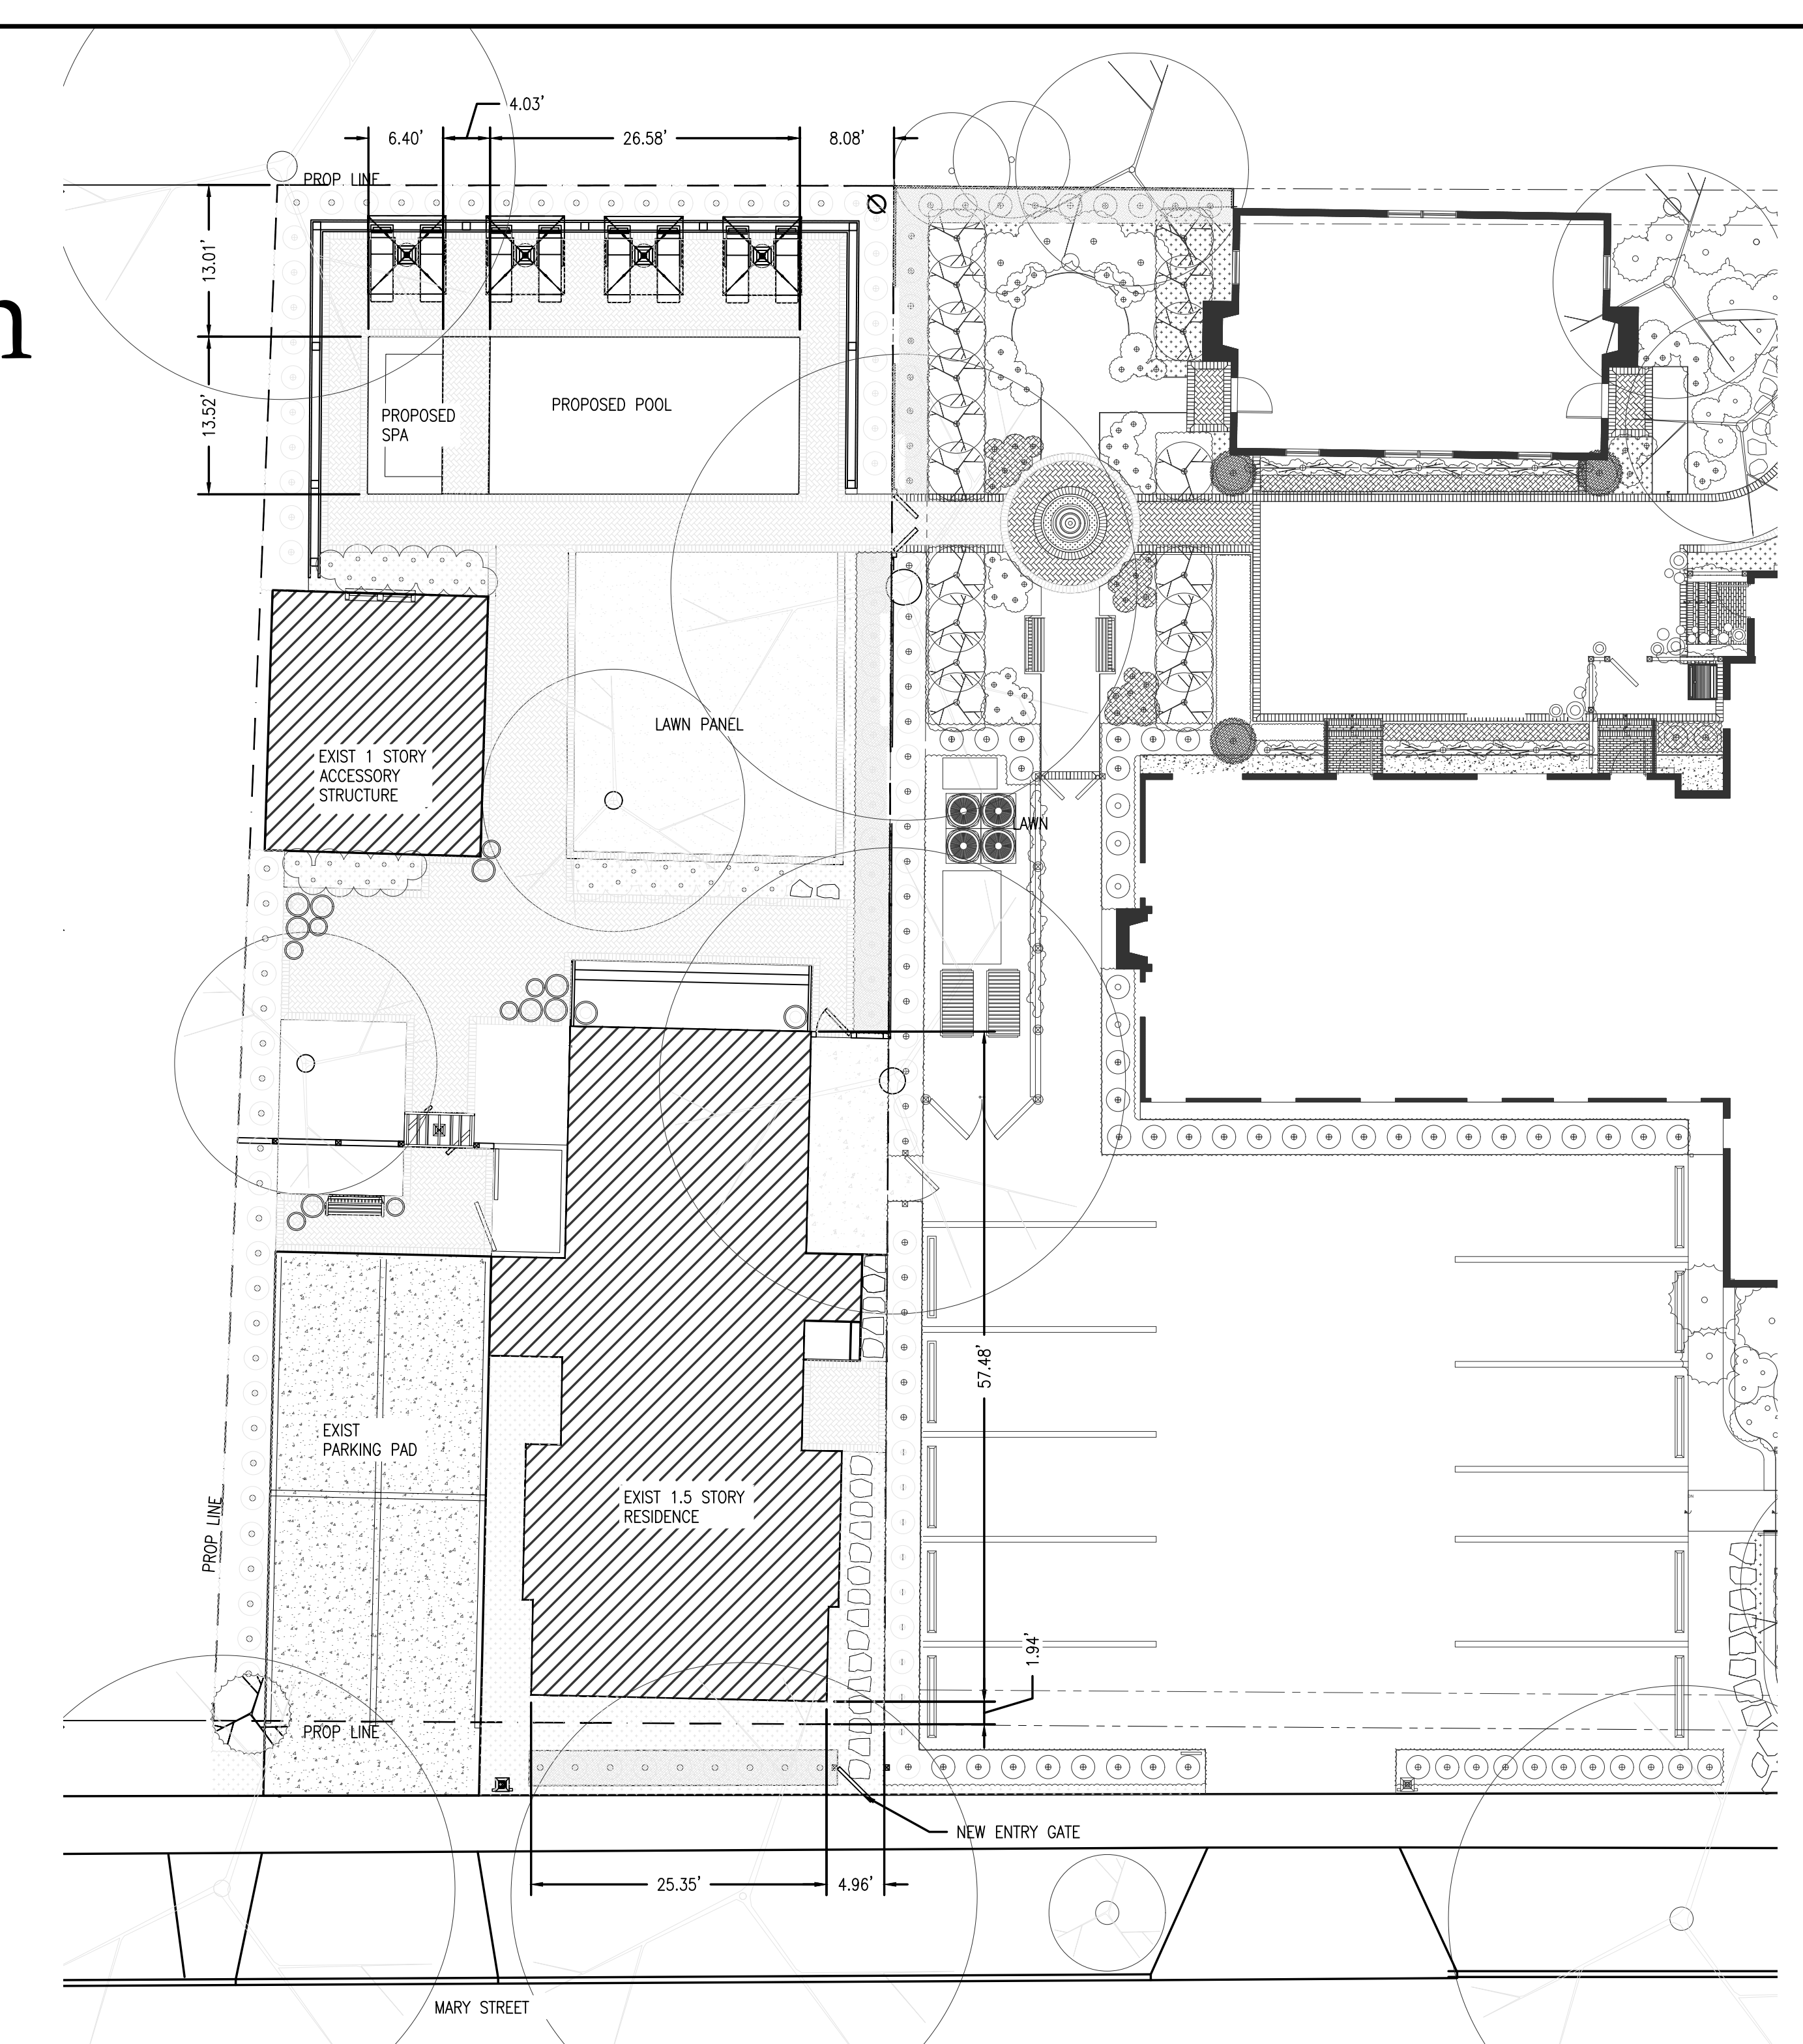 n
4.03'
6.40'
26.58'
8.08'
PROP LINE
13.01'
13.52'
PROPOSED
SPA
PROPOSED POOL
LAWN PANEL
EXIST 1 STORY
ACCESSORY
STRUCTURE
LAWN
57.48'
EXIST
PARKING PAD
EXIST 1.5 STORY
RESIDENCE
PROP LINE
1.94'
PROP LINE
NEW ENTRY GATE
25.35'
4.96'
MARY STREET